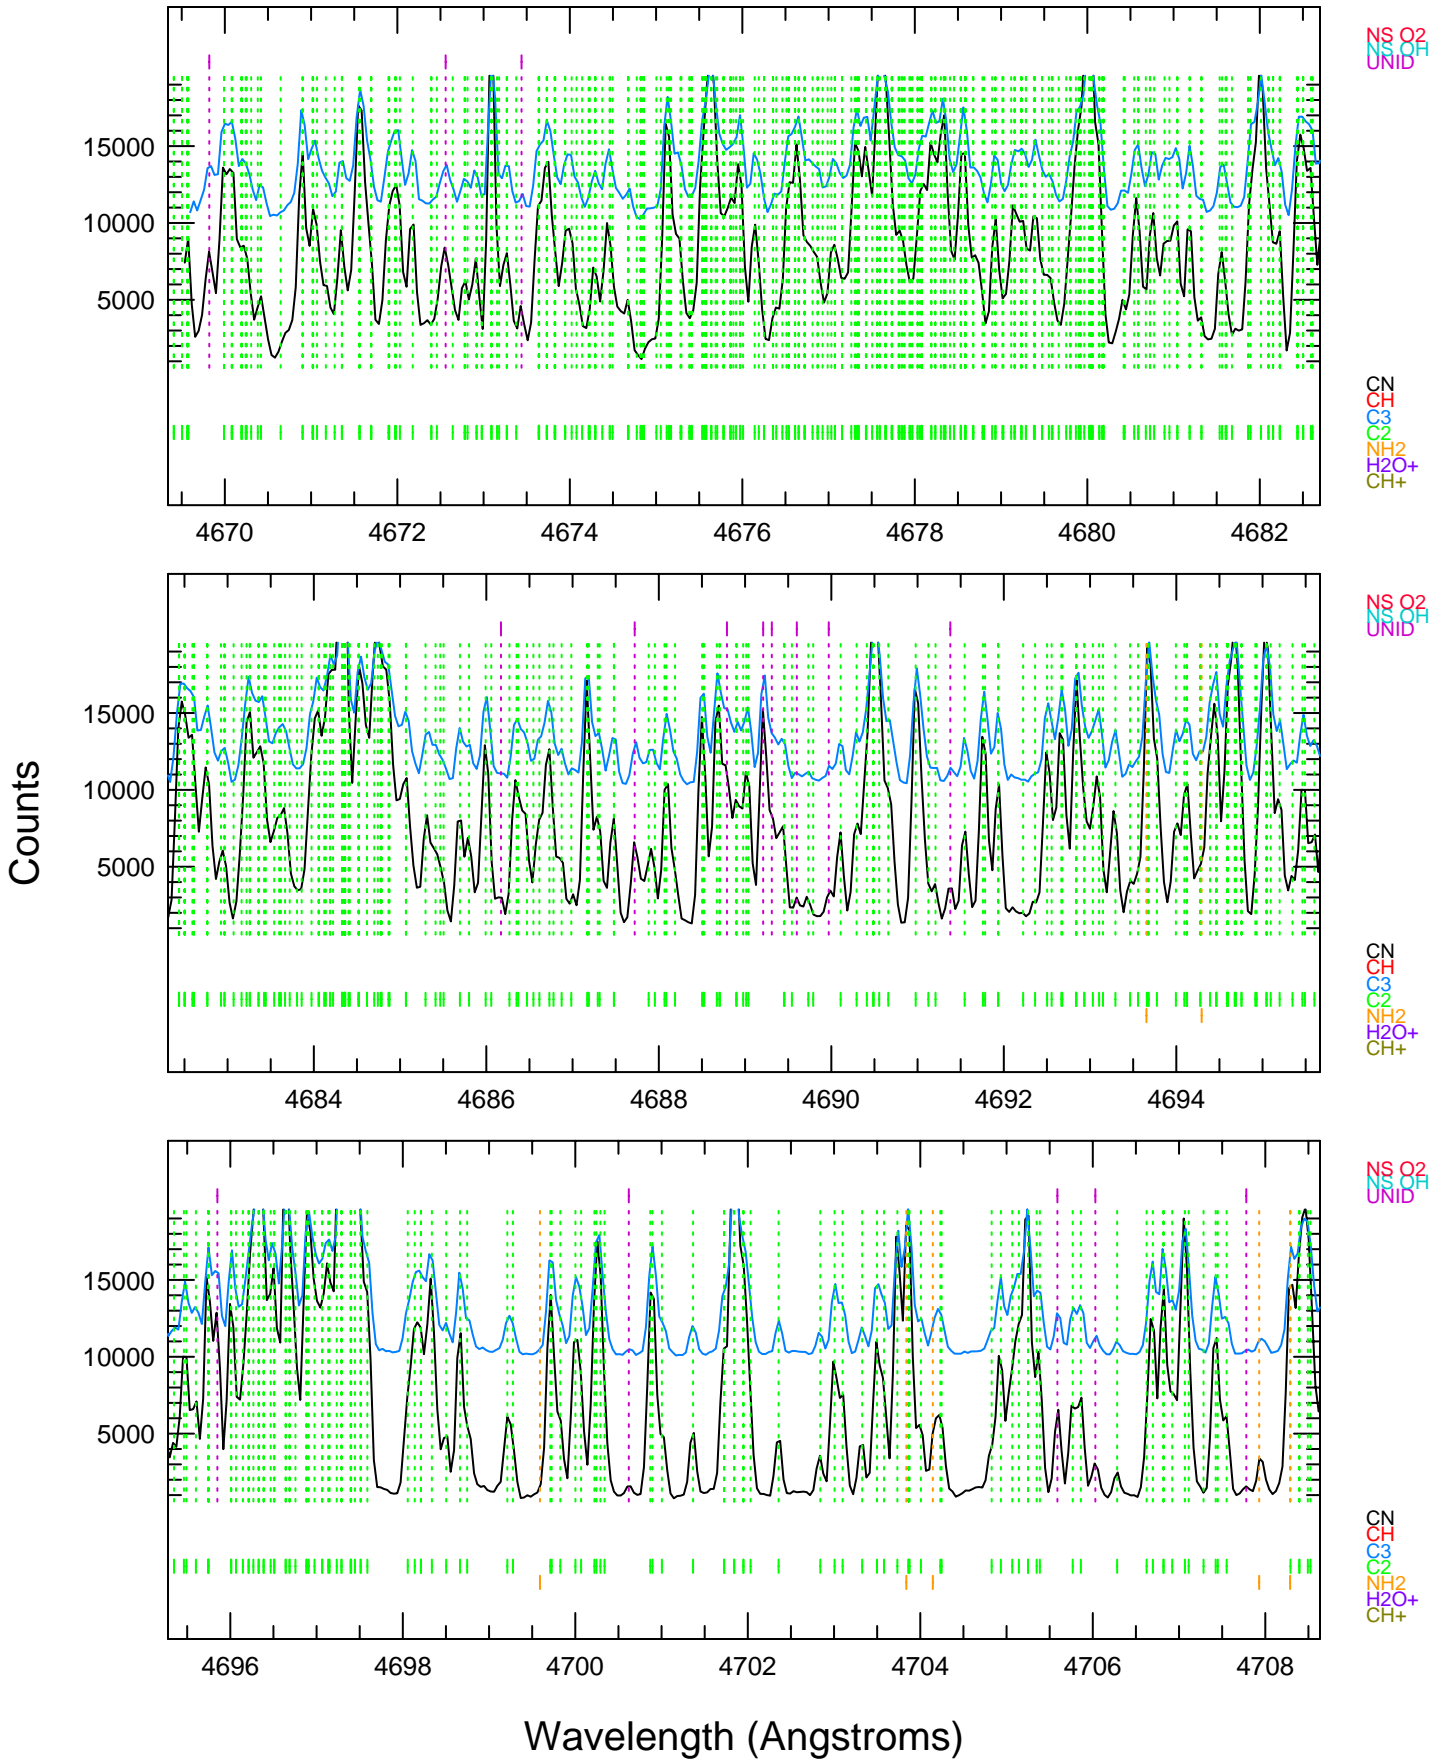 NS O2
NS OH
UNID
15000
10000
5000
CN
CH
C3
C2
NH2
H2O+
CH+
4670 4672 4674 4676 4678 4680 4682
NS O2
NS OH
UNID
15000
10000
5000
Counts
CN
CH
C3
C2
NH2
H2O+
CH+
4684 4686 4688 4690 4692 4694
NS O2
NS OH
UNID
15000
10000
5000
CN
CH
C3
C2
NH2
H2O+
CH+
4696 4698 4700 4702 4704 4706 4708
Wavelength (Angstroms)